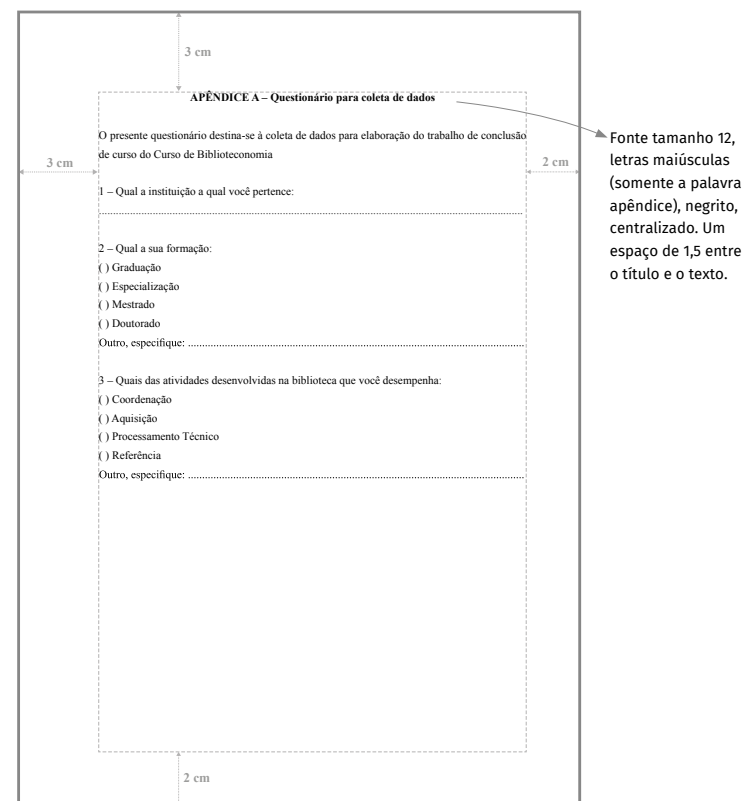 3 cm
APÊNDICE A – Questionário para coleta de dados
O presente questionário destina-se à coleta de dados para elaboração do trabalho de conclusão
de curso do Curso de Biblioteconomia
3 cm
2 cm
1 – Qual a instituição a qual você pertence:
..........................................................................................................................................................
2 – Qual a sua formação:
( ) Graduação
( ) Especialização
( ) Mestrado
( ) Doutorado
Outro, especifique: ..........................................................................................................................
3 – Quais das atividades desenvolvidas na biblioteca que você desempenha:
( ) Coordenação
( ) Aquisição
( ) Processamento Técnico
( ) Referência
Outro, especifique: ..........................................................................................................................
2 cm
Fonte tamanho 12,
letras maiúsculas
(somente a palavra
apêndice), negrito,
centralizado. Um
espaço de 1,5 entre
o título e o texto.